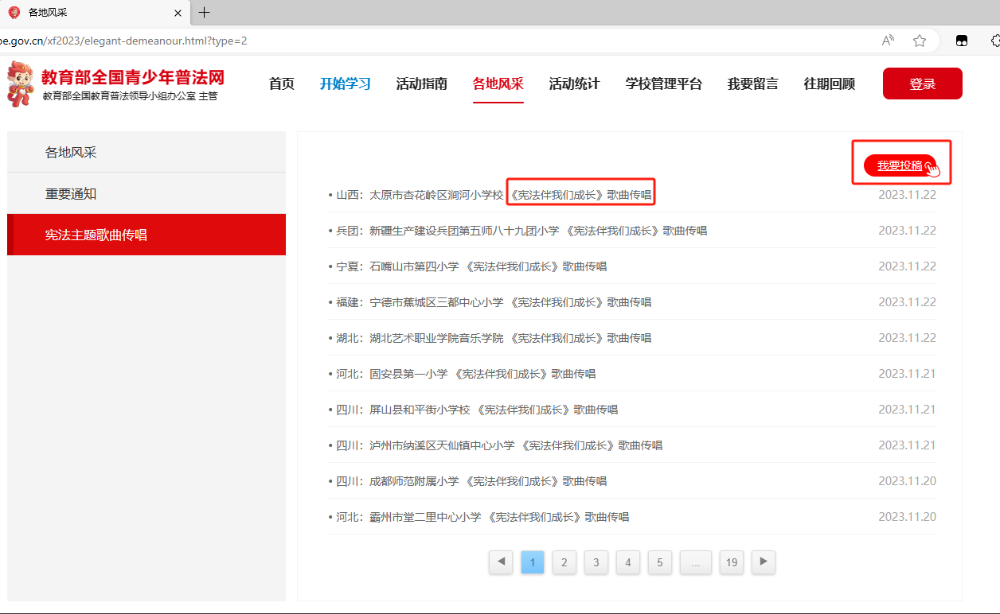 各地风采
oe.gov.cn/xf2023/elegant-demeanour.html?type=2
教育部全国青少年普法网
教育部全国教育普法领导小组办公室 主管
首页 开始学习 活动指南 各地风采 活动统计 学校管理平台 我要留言 往期回顾 登录
各地风采
重要通知
宪法主题歌曲传唱
我要投稿
• 山西：太原市杏花岭区涧河小学校 《宪法伴我们成长》歌曲传唱 2023.11.22
• 兵团：新疆生产建设兵团第五师八十九团小学 《宪法伴我们成长》歌曲传唱 2023.11.22
• 宁夏：石嘴山市第四小学 《宪法伴我们成长》歌曲传唱 2023.11.22
• 福建：宁德市蕉城区三都中心小学 《宪法伴我们成长》歌曲传唱 2023.11.22
• 湖北：湖北艺术职业学院音乐学院 《宪法伴我们成长》歌曲传唱 2023.11.22
• 河北：固安县第一小学 《宪法伴我们成长》歌曲传唱 2023.11.21
• 四川：屏山县和平街小学校 《宪法伴我们成长》歌曲传唱 2023.11.21
• 四川：泸州市纳溪区天仙镇中心小学 《宪法伴我们成长》歌曲传唱 2023.11.21
• 四川：成都师范附属小学 《宪法伴我们成长》歌曲传唱 2023.11.20
• 河北：霸州市堂二里中心小学 《宪法伴我们成长》歌曲传唱 2023.11.20
◀ 1 2 3 4 5 ... 19 ▶